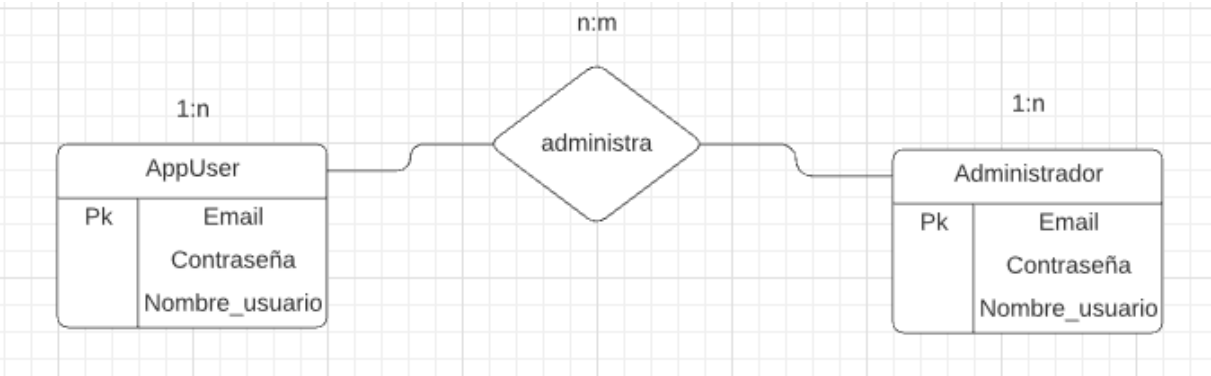 n:m
1:n
1:n
administra
AppUser
Pk Email
Contraseña
Nombre_usuario
Administrador
Pk Email
Contraseña
Nombre_usuario